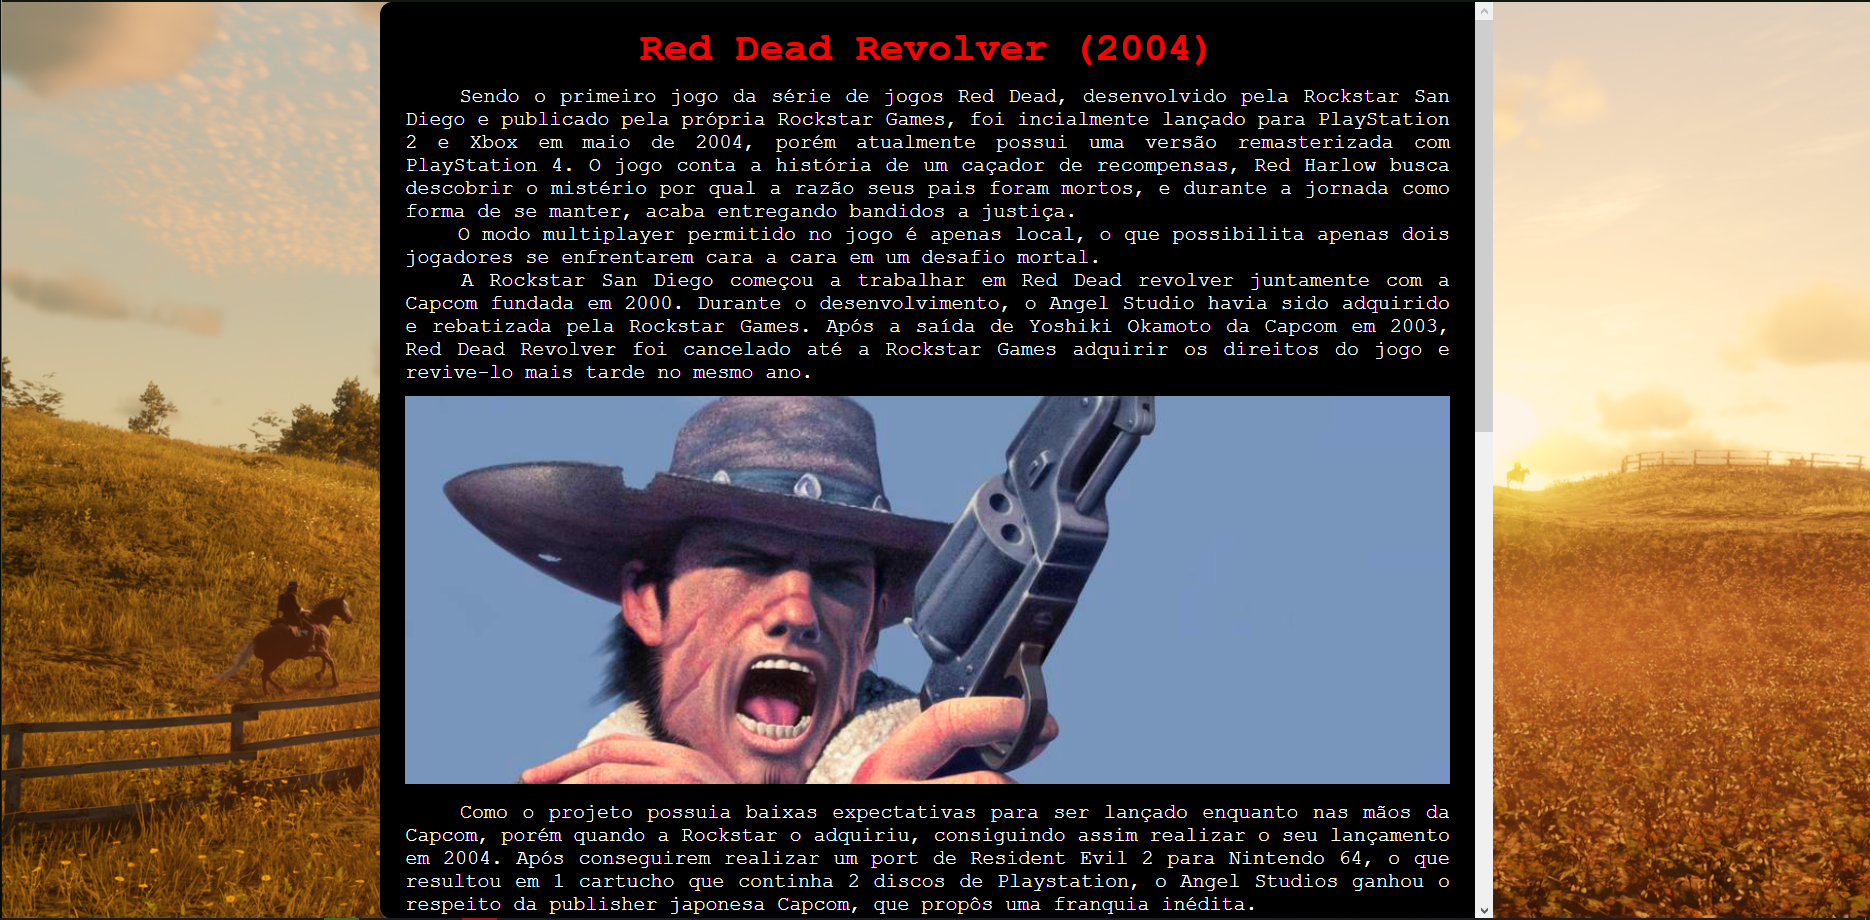 Red Dead Revolver (2004)
Sendo o primeiro jogo da série de jogos Red Dead, desenvolvido pela Rockstar San
Diego e publicado pela própria Rockstar Games, foi incialmente lançado para PlayStation
2 e Xbox em maio de 2004, porém atualmente possui uma versão remasterizada com
PlayStation 4. O jogo conta a história de um caçador de recompensas, Red Harlow busca
descobrir o mistério por qual a razão seus pais foram mortos, e durante a jornada como
forma de se manter, acaba entregando bandidos a justiça.
O modo multiplayer permitido no jogo é apenas local, o que possibilita apenas dois
jogadores se enfrentarem cara a cara em um desafio mortal.
A Rockstar San Diego começou a trabalhar em Red Dead revolver juntamente com a
Capcom fundada em 2000. Durante o desenvolvimento, o Angel Studio havia sido adquirido
e rebatizada pela Rockstar Games. Após a saída de Yoshiki Okamoto da Capcom em 2003,
Red Dead Revolver foi cancelado até a Rockstar Games adquirir os direitos do jogo e
revive-lo mais tarde no mesmo ano.
Como o projeto possuia baixas expectativas para ser lançado enquanto nas mãos da
Capcom, porém quando a Rockstar o adquiriu, consiguindo assim realizar o seu lançamento
em 2004. Após conseguirem realizar um port de Resident Evil 2 para Nintendo 64, o que
resultou em 1 cartucho que continha 2 discos de Playstation, o Angel Studios ganhou o
respeito da publisher japonesa Capcom, que propôs uma franquia inédita.